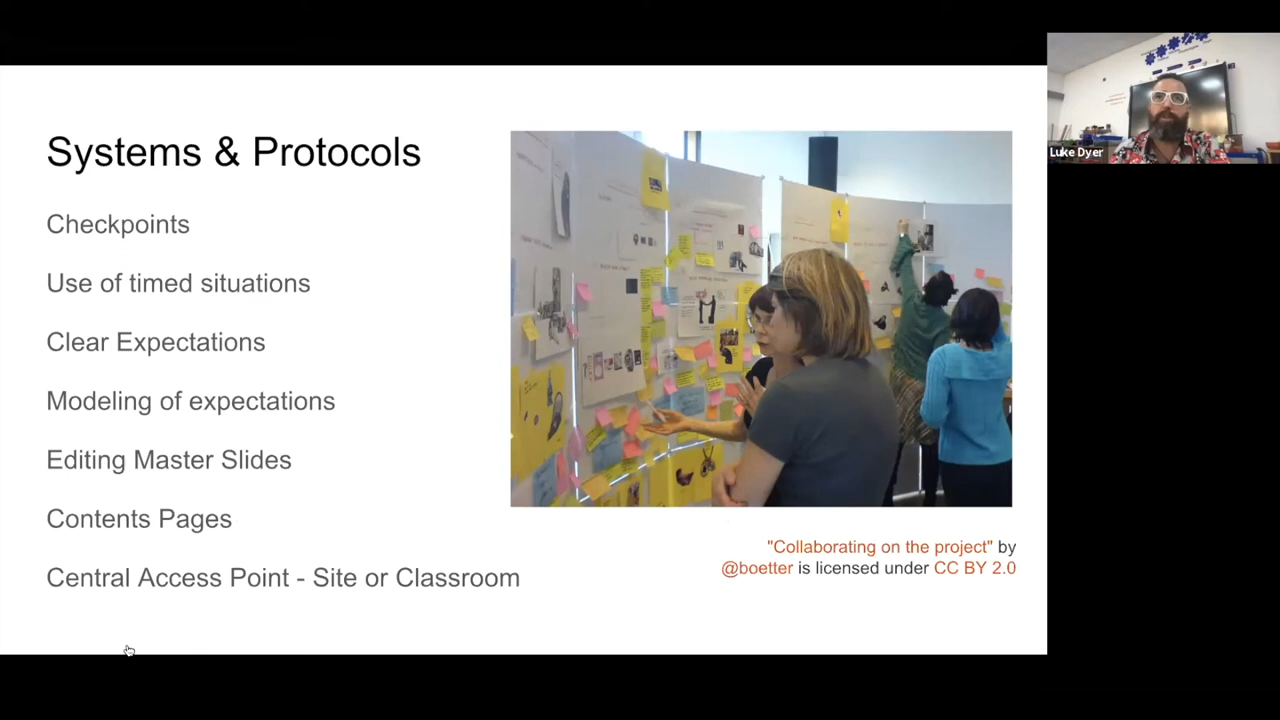 Systems & Protocols
Checkpoints
Use of timed situations
Clear Expectations
Modeling of expectations
Editing Master Slides
Contents Pages
Central Access Point - Site or Classroom
"Collaborating on the project" by
@boetter is licensed under CC BY 2.0
Luke Dyer